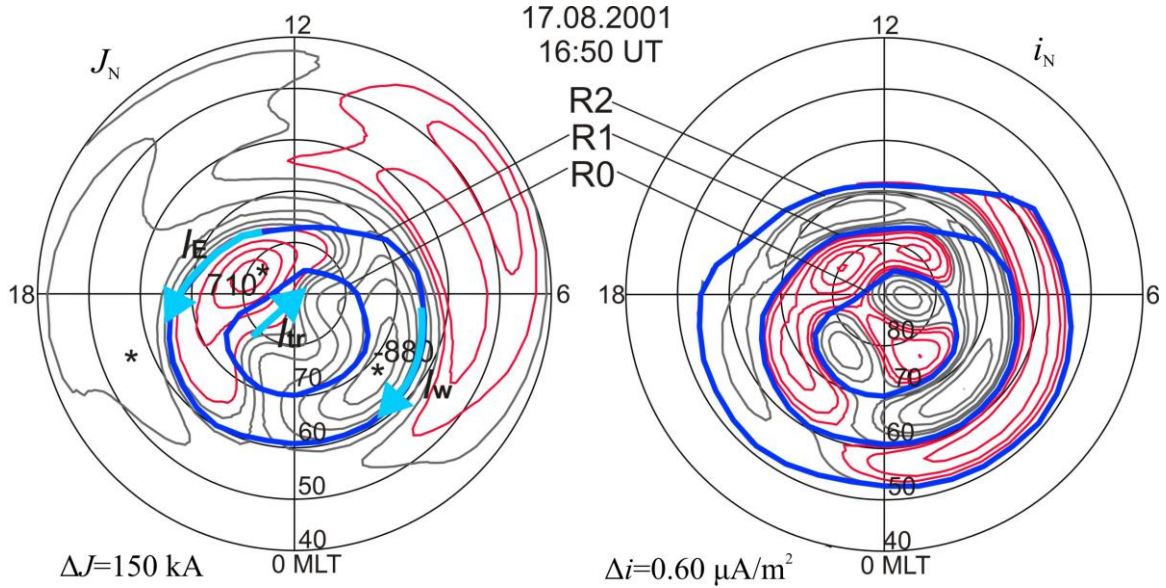 12
17.08.2001
12
16:50 UT
J_N
i_N
R2
R1
R0
I_E
710*
18
6
18
6
I_tr
*
-880
*
I_w
80
70
70
60
60
50
50
40
40
0 MLT
0 MLT
ΔJ=150 kA
Δi=0.60 μA/m²